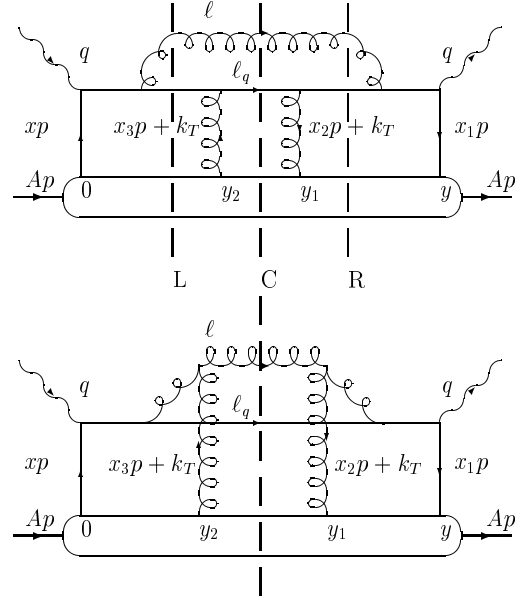 ℓ
q ℓ_q q
xp x_3p + k_T x_2p + k_T x_1p
Ap 0 y_2 y_1 y Ap
L C R
ℓ
q ℓ_q q
xp x_3p + k_T x_2p + k_T x_1p
Ap 0 y_2 y_1 y Ap